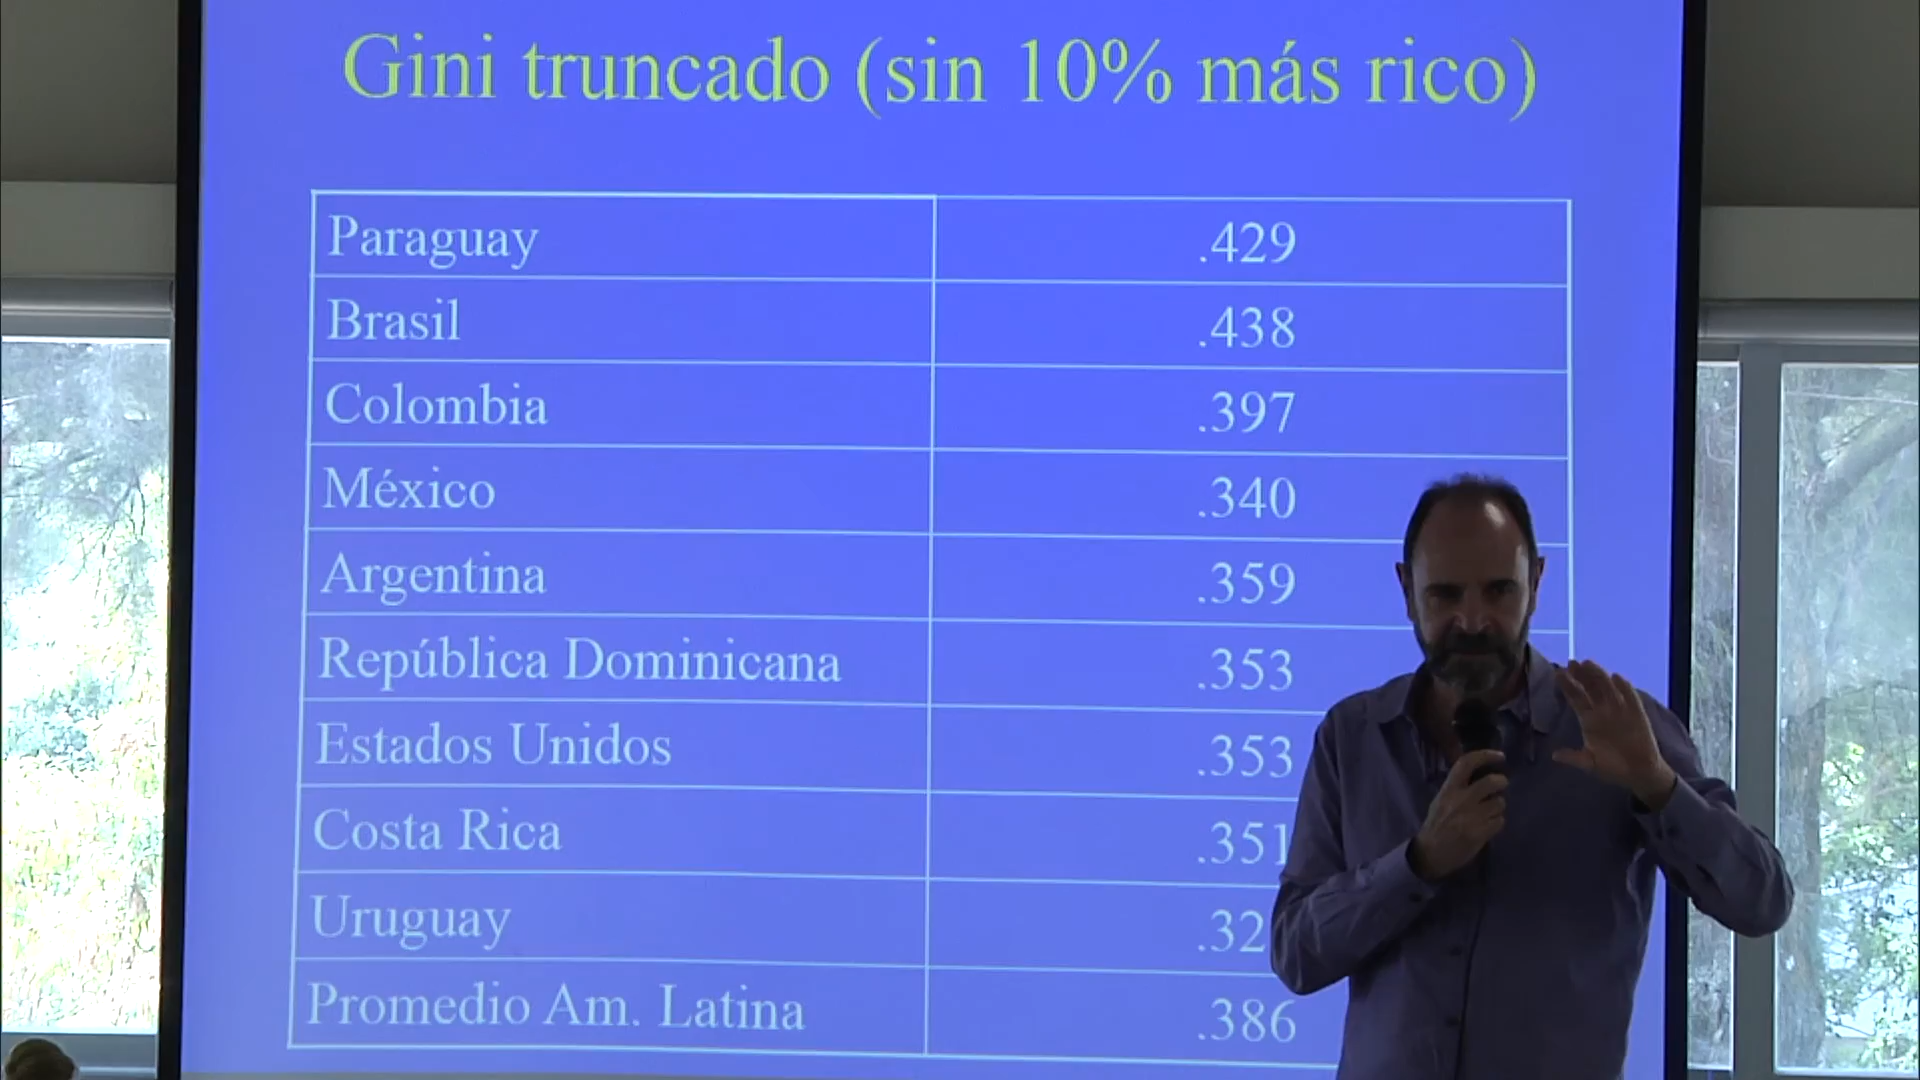 Gini truncado (sin 10% más rico)
Paraguay .429
Brasil .438
Colombia .397
México .340
Argentina .359
República Dominicana .353
Estados Unidos .353
Costa Rica .351
Uruguay
Promedio Am. Latina .386